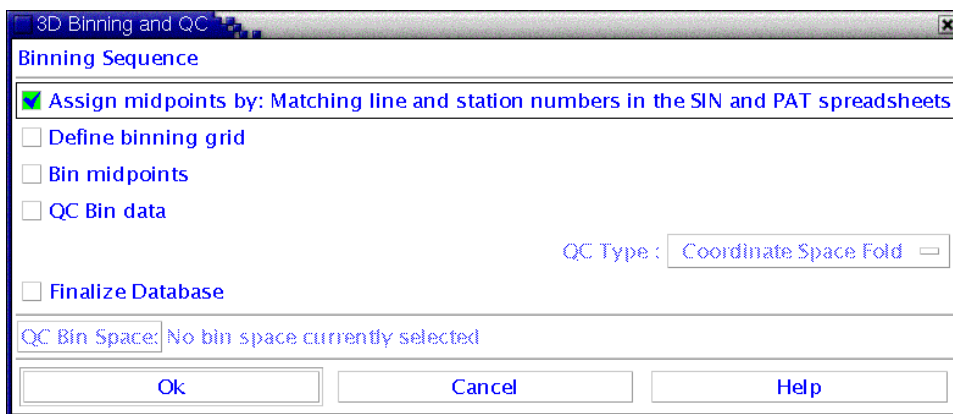 3D Binning and QC
Binning Sequence
Assign midpoints by: Matching line and station numbers in the SIN and PAT spreadsheets
Define binning grid
Bin midpoints
QC Bin data
QC Type : Coordinate Space Fold
Finalize Database
QC Bin Space: No bin space currently selected
Ok Cancel Help